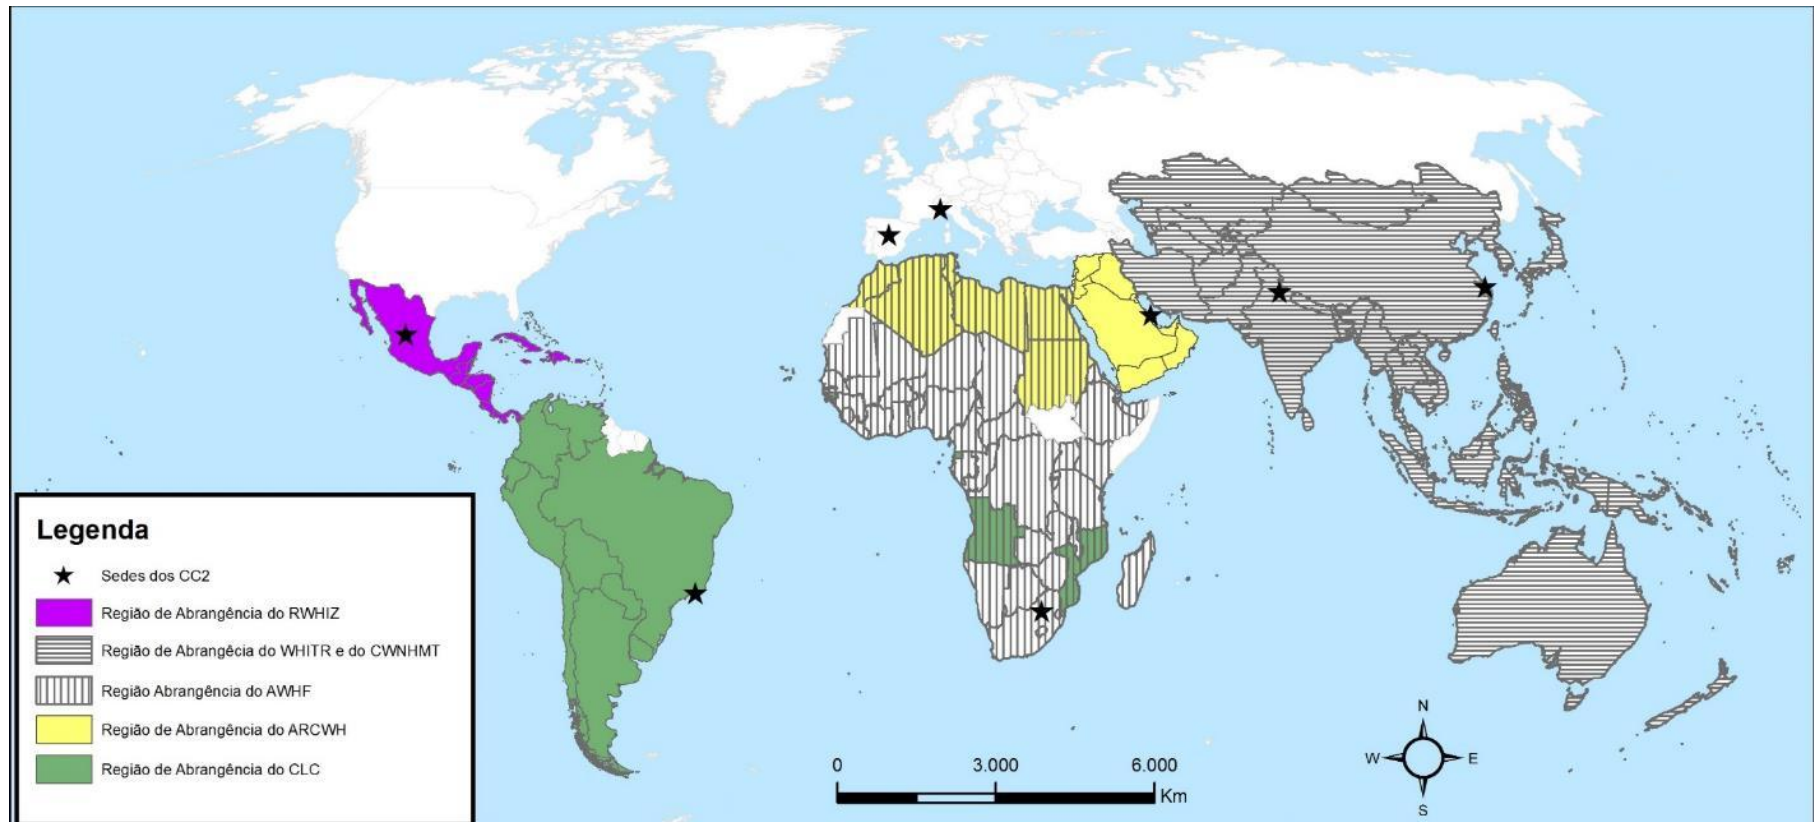 Legenda
Sedes dos CC2
Região de Abrangência do RWHIZ
Região de Abrangêcia do WHITR e do CWNHMT
Região Abrangência do AWHF
Região de Abrangência do ARCWH
Região de Abrangência do CLC
0 3.000 6.000
Km
N
W E
S